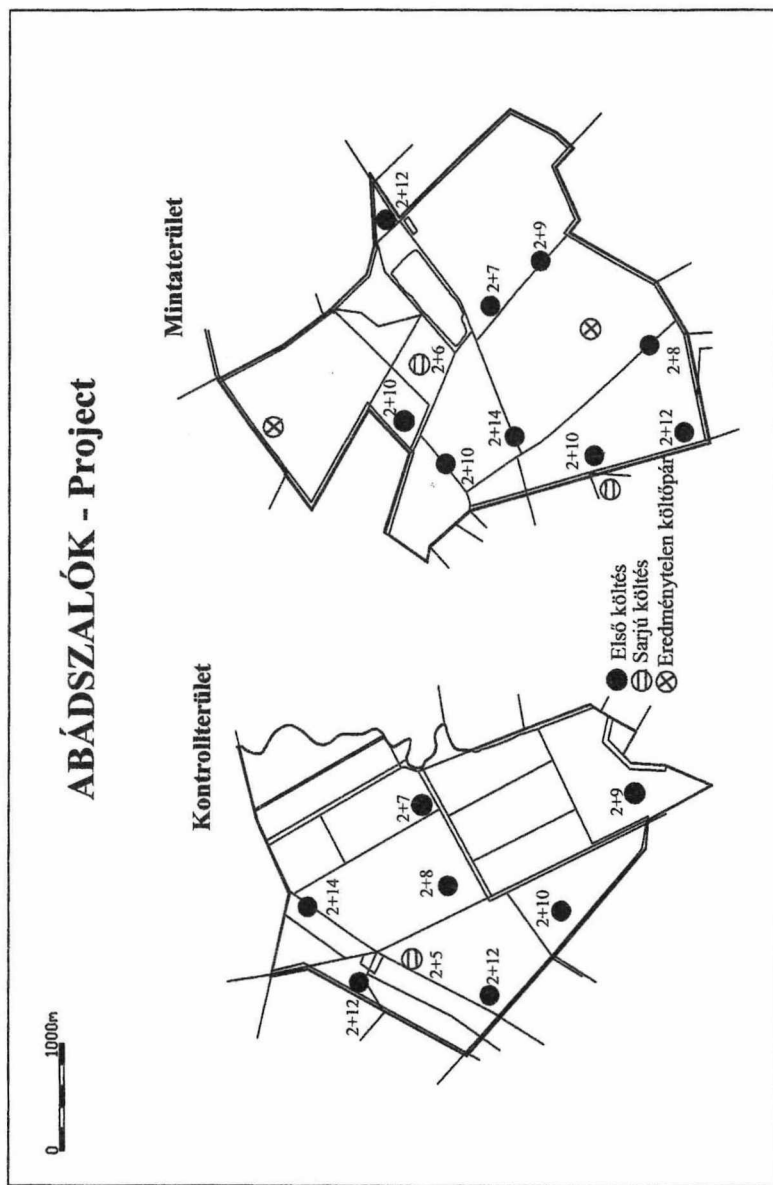 ABÁDSZALÓK - Project
0 1000m
Kontrollterület
2+14
2+12
2+7
2+8
2+5
2+12
2+10
2+9
Mintaterület
2+12
2+6
2+10
2+7
2+10
2+9
2+14
2+10
2+8
2+12
Első költés
Sarjú költés
Eredménytelen költőpár